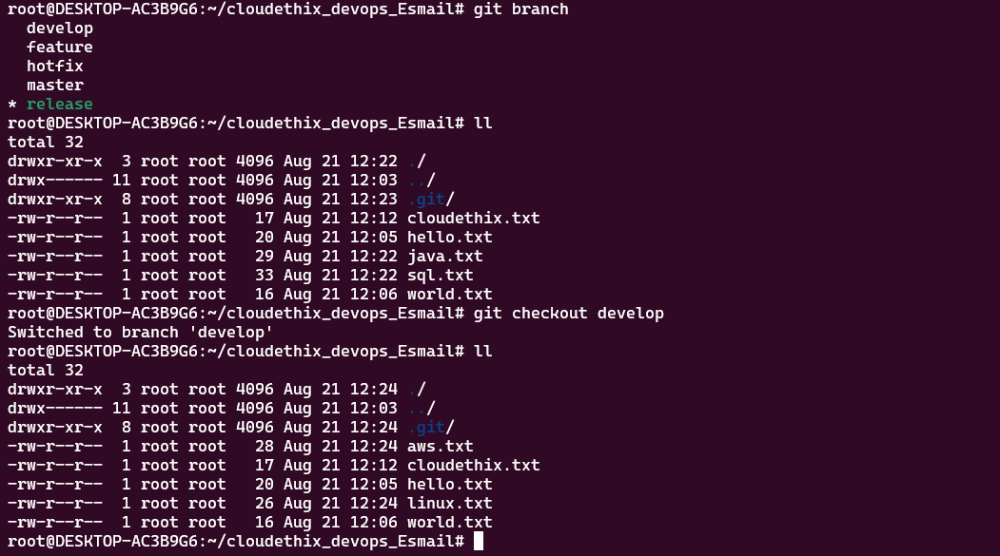 root@DESKTOP-AC3B9G6:~/cloudethix_devops_Esmail# git branch
  develop
  feature
  hotfix
  master
* release
root@DESKTOP-AC3B9G6:~/cloudethix_devops_Esmail# ll
total 32
drwxr-xr-x  3 root root 4096 Aug 21 12:22 ./
drwx------ 11 root root 4096 Aug 21 12:03 ../
drwxr-xr-x  8 root root 4096 Aug 21 12:23 .git/
-rw-r--r--  1 root root   17 Aug 21 12:12 cloudethix.txt
-rw-r--r--  1 root root   20 Aug 21 12:05 hello.txt
-rw-r--r--  1 root root   29 Aug 21 12:22 java.txt
-rw-r--r--  1 root root   33 Aug 21 12:22 sql.txt
-rw-r--r--  1 root root   16 Aug 21 12:06 world.txt
root@DESKTOP-AC3B9G6:~/cloudethix_devops_Esmail# git checkout develop
Switched to branch 'develop'
root@DESKTOP-AC3B9G6:~/cloudethix_devops_Esmail# ll
total 32
drwxr-xr-x  3 root root 4096 Aug 21 12:24 ./
drwx------ 11 root root 4096 Aug 21 12:03 ../
drwxr-xr-x  8 root root 4096 Aug 21 12:24 .git/
-rw-r--r--  1 root root   28 Aug 21 12:24 aws.txt
-rw-r--r--  1 root root   17 Aug 21 12:12 cloudethix.txt
-rw-r--r--  1 root root   20 Aug 21 12:05 hello.txt
-rw-r--r--  1 root root   26 Aug 21 12:24 linux.txt
-rw-r--r--  1 root root   16 Aug 21 12:06 world.txt
root@DESKTOP-AC3B9G6:~/cloudethix_devops_Esmail#